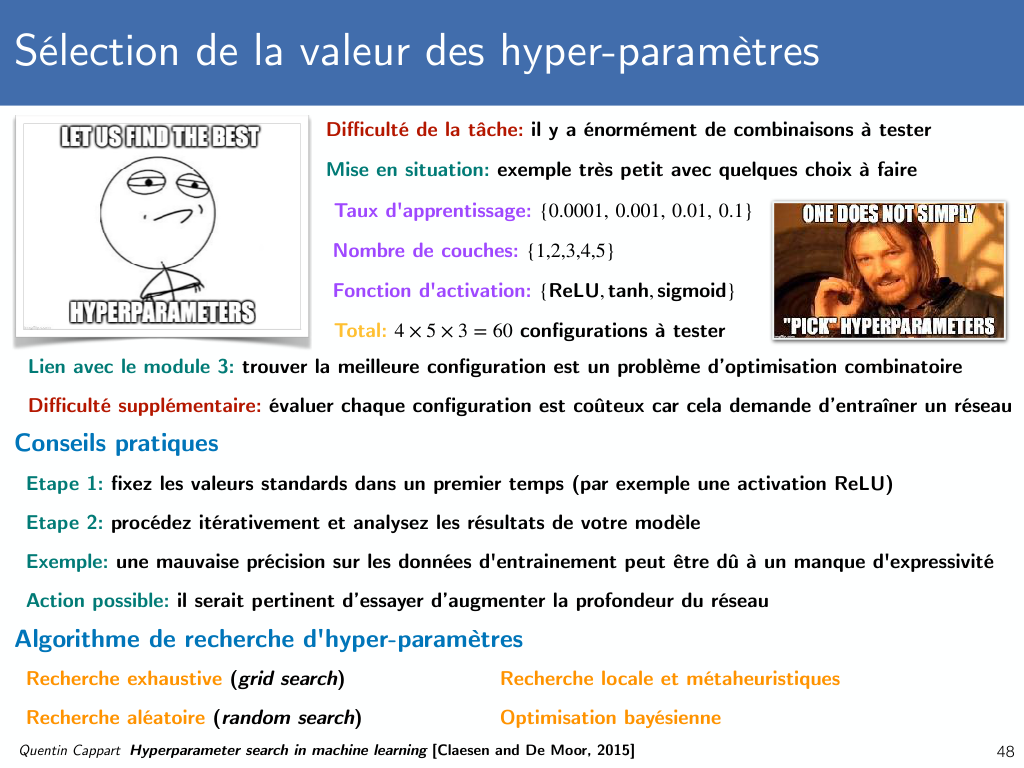 Sélection de la valeur des hyper-paramètres
LET US FIND THE BEST
HYPERPARAMETERS
Difficulté de la tâche: il y a énormément de combinaisons à tester
Mise en situation: exemple très petit avec quelques choix à faire
Taux d'apprentissage: {0.0001, 0.001, 0.01, 0.1}
Nombre de couches: {1,2,3,4,5}
Fonction d'activation: {ReLU, tanh, sigmoid}
Total: 4 × 5 × 3 = 60 configurations à tester
ONE DOES NOT SIMPLY
"PICK" HYPERPARAMETERS
Lien avec le module 3: trouver la meilleure configuration est un problème d’optimisation combinatoire
Difficulté supplémentaire: évaluer chaque configuration est coûteux car cela demande d’entraîner un réseau
Conseils pratiques
Etape 1: fixez les valeurs standards dans un premier temps (par exemple une activation ReLU)
Etape 2: procédez itérativement et analysez les résultats de votre modèle
Exemple: une mauvaise précision sur les données d'entrainement peut être dû à un manque d'expressivité
Action possible: il serait pertinent d’essayer d’augmenter la profondeur du réseau
Algorithme de recherche d'hyper-paramètres
Recherche exhaustive (grid search)
Recherche locale et métaheuristiques
Recherche aléatoire (random search)
Optimisation bayésienne
Quentin Cappart Hyperparameter search in machine learning [Claesen and De Moor, 2015]
48